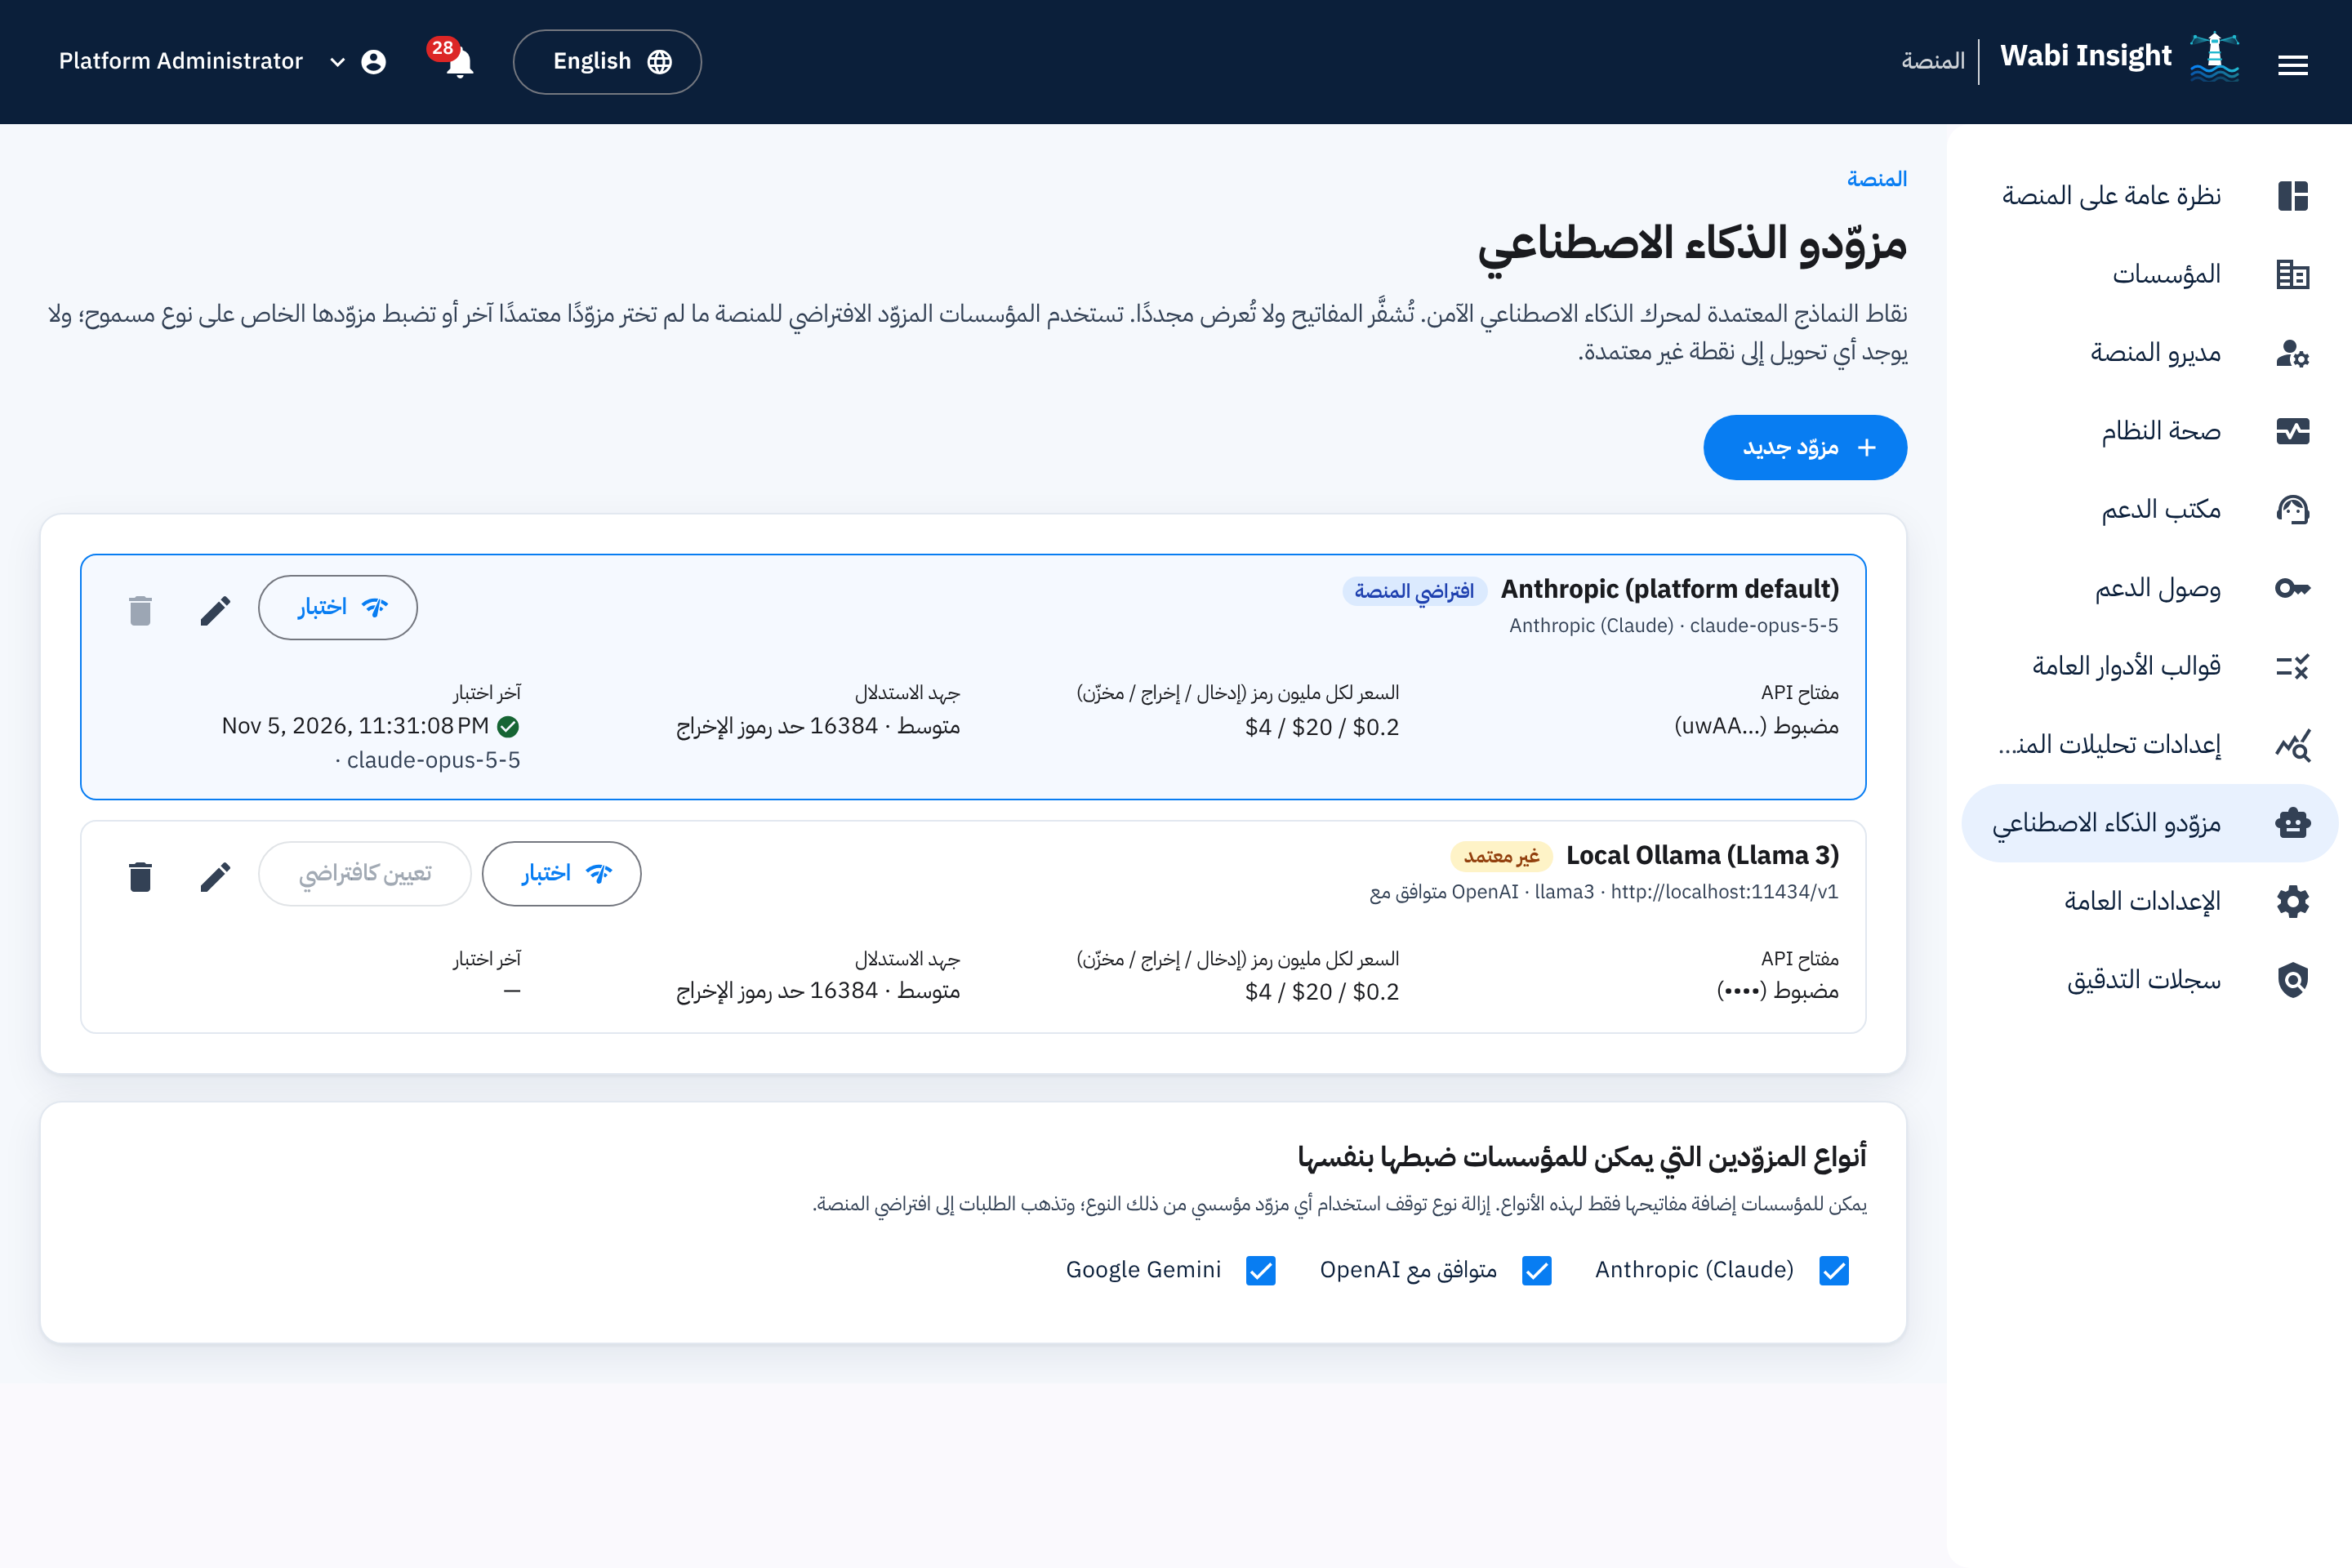 Wabi Insight
المنصة
English
28
Platform Administrator
نظرة عامة على المنصة
المؤسسات
مديرو المنصة
صحة النظام
مكتب الدعم
وصول الدعم
قوالب الأدوار العامة
إعدادات تحليلات المنـ...
مزوّدو الذكاء الاصطناعي
الإعدادات العامة
سجلات التدقيق
المنصة
مزوّدو الذكاء الاصطناعي
نقاط النماذج المعتمدة لمحرك الذكاء الاصطناعي الآمن. تُشفَّر المفاتيح ولا تُعرض مجددًا. تستخدم المؤسسات المزوّد الافتراضي للمنصة ما لم تختر مزوّدًا معتمدًا آخر أو تضبط مزوّدها الخاص على نوع مسموح؛ ولا
يوجد أي تحويل إلى نقطة غير معتمدة.
+ مزوّد جديد
Anthropic (platform default) افتراضي المنصة
Anthropic (Claude) · claude-opus-5-5
اختبار
مفتاح API
مضبوط (uwAA...)
السعر لكل مليون رمز (إدخال / إخراج / مخزّن)
$4 / $20 / $0.2
جهد الاستدلال
متوسط · 16384 حد رموز الإخراج
آخر اختبار
Nov 5, 2026, 11:31:08 PM
· claude-opus-5-5
Local Ollama (Llama 3) غير معتمد
متوافق مع OpenAI · llama3 · http://localhost:11434/v1
اختبار
تعيين كافتراضي
مفتاح API
مضبوط (••••)
السعر لكل مليون رمز (إدخال / إخراج / مخزّن)
$4 / $20 / $0.2
جهد الاستدلال
متوسط · 16384 حد رموز الإخراج
آخر اختبار
—
أنواع المزوّدين التي يمكن للمؤسسات ضبطها بنفسها
يمكن للمؤسسات إضافة مفاتيحها فقط لهذه الأنواع. إزالة نوع توقف استخدام أي مزوّد مؤسسي من ذلك النوع؛ وتذهب الطلبات إلى افتراضي المنصة.
Anthropic (Claude)
متوافق مع OpenAI
Google Gemini